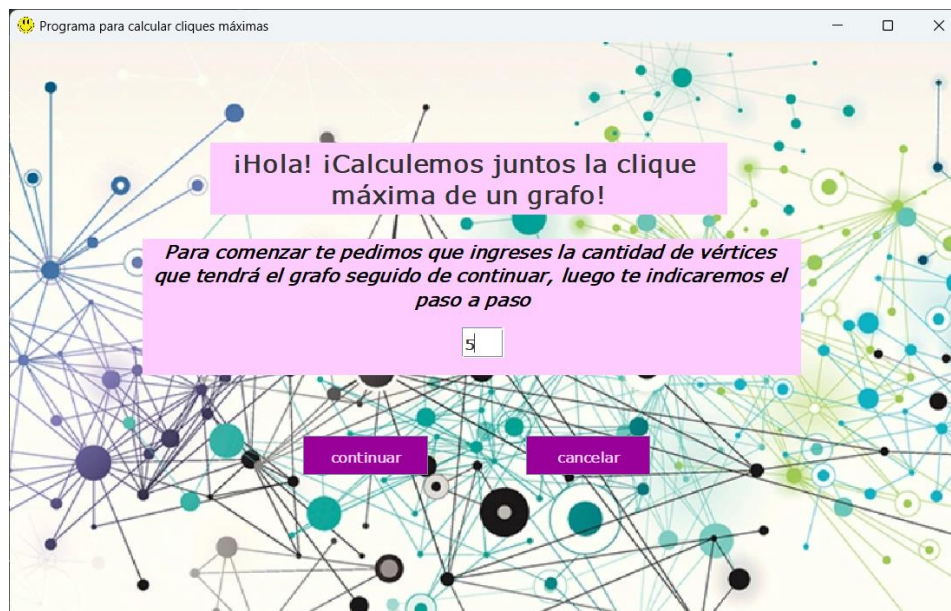 Programa para calcular cliques máximas
¡Hola! ¡Calculemos juntos la clique
máxima de un grafo!
Para comenzar te pedimos que ingreses la cantidad de vértices
que tendrá el grafo seguido de continuar, luego te indicaremos el
paso a paso
5
continuar
cancelar